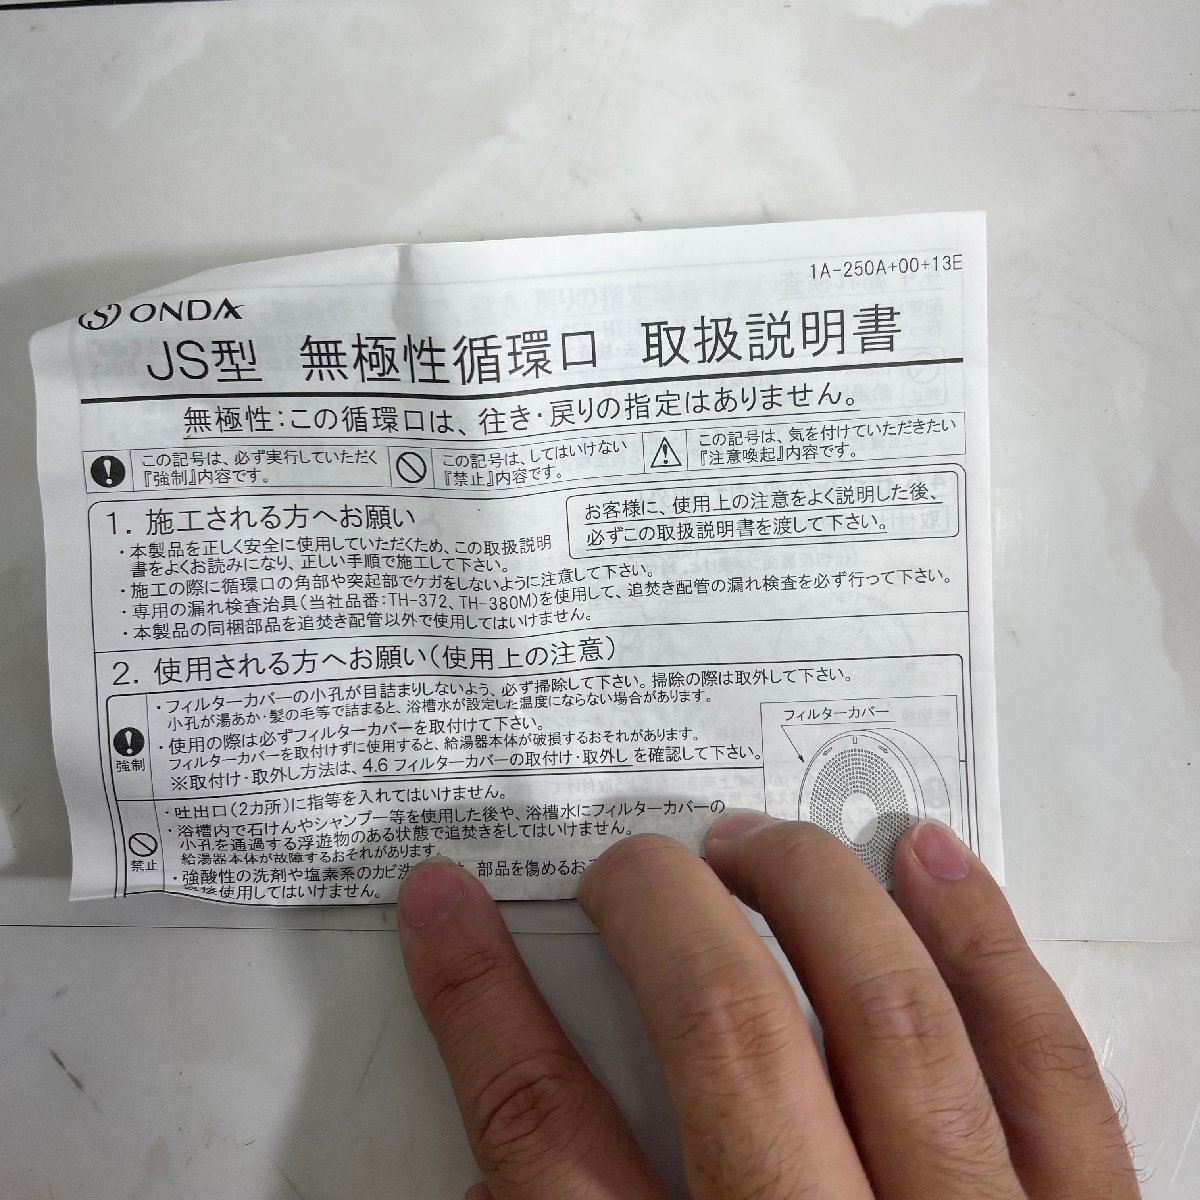 1A-250A+00+13E
ONDA
JS型 無極性循環口 取扱説明書
無極性：この循環口は、往き・戻りの指定はありません。
この記号は、必ず実行していただく
『強制』内容です。
この記号は、してはいけない
『禁止』内容です。
この記号は、気を付けていただきたい
『注意喚起』内容です。
1. 施工される方へお願い
お客様に、使用上の注意をよく説明した後、
必ずこの取扱説明書を渡して下さい。
・本製品を正しく安全に使用していただくため、この取扱説明
書をよくお読みになり、正しい手順で施工して下さい。
・施工の際に循環口の角部や突起部でケガをしないように注意して下さい。
・専用の漏れ検査治具(当社品番：TH-372、TH-380M)を使用して、追焚き配管の漏れ検査を必ず行って下さい。
・本製品の同梱部品を追焚き配管以外で使用してはいけません。
2. 使用される方へお願い(使用上の注意)
強制
・フィルターカバーの小孔が目詰まりしないよう、必ず掃除して下さい。掃除の際は取外して下さい。
小孔が湯あか・髪の毛等で詰まると、浴槽水が設定した温度にならない場合があります。
・使用の際は必ずフィルターカバーを取付けて下さい。
フィルターカバーを取付けずに使用すると、給湯器本体が破損するおそれがあります。
※取付け・取外し方法は、4.6 フィルターカバーの取付け・取外し を確認して下さい。
フィルターカバー
禁止
・吐出口(2カ所)に指等を入れてはいけません。
・浴槽内で石けんやシャンプー等を使用した後や、浴槽水にフィルターカバーの
小孔を通過する浮遊物のある状態で追焚きをしてはいけません。
給湯器本体が故障するおそれがあります。
・強酸性の洗剤や塩素系のカビ洗 部品を傷めるお
使用してはいけません。